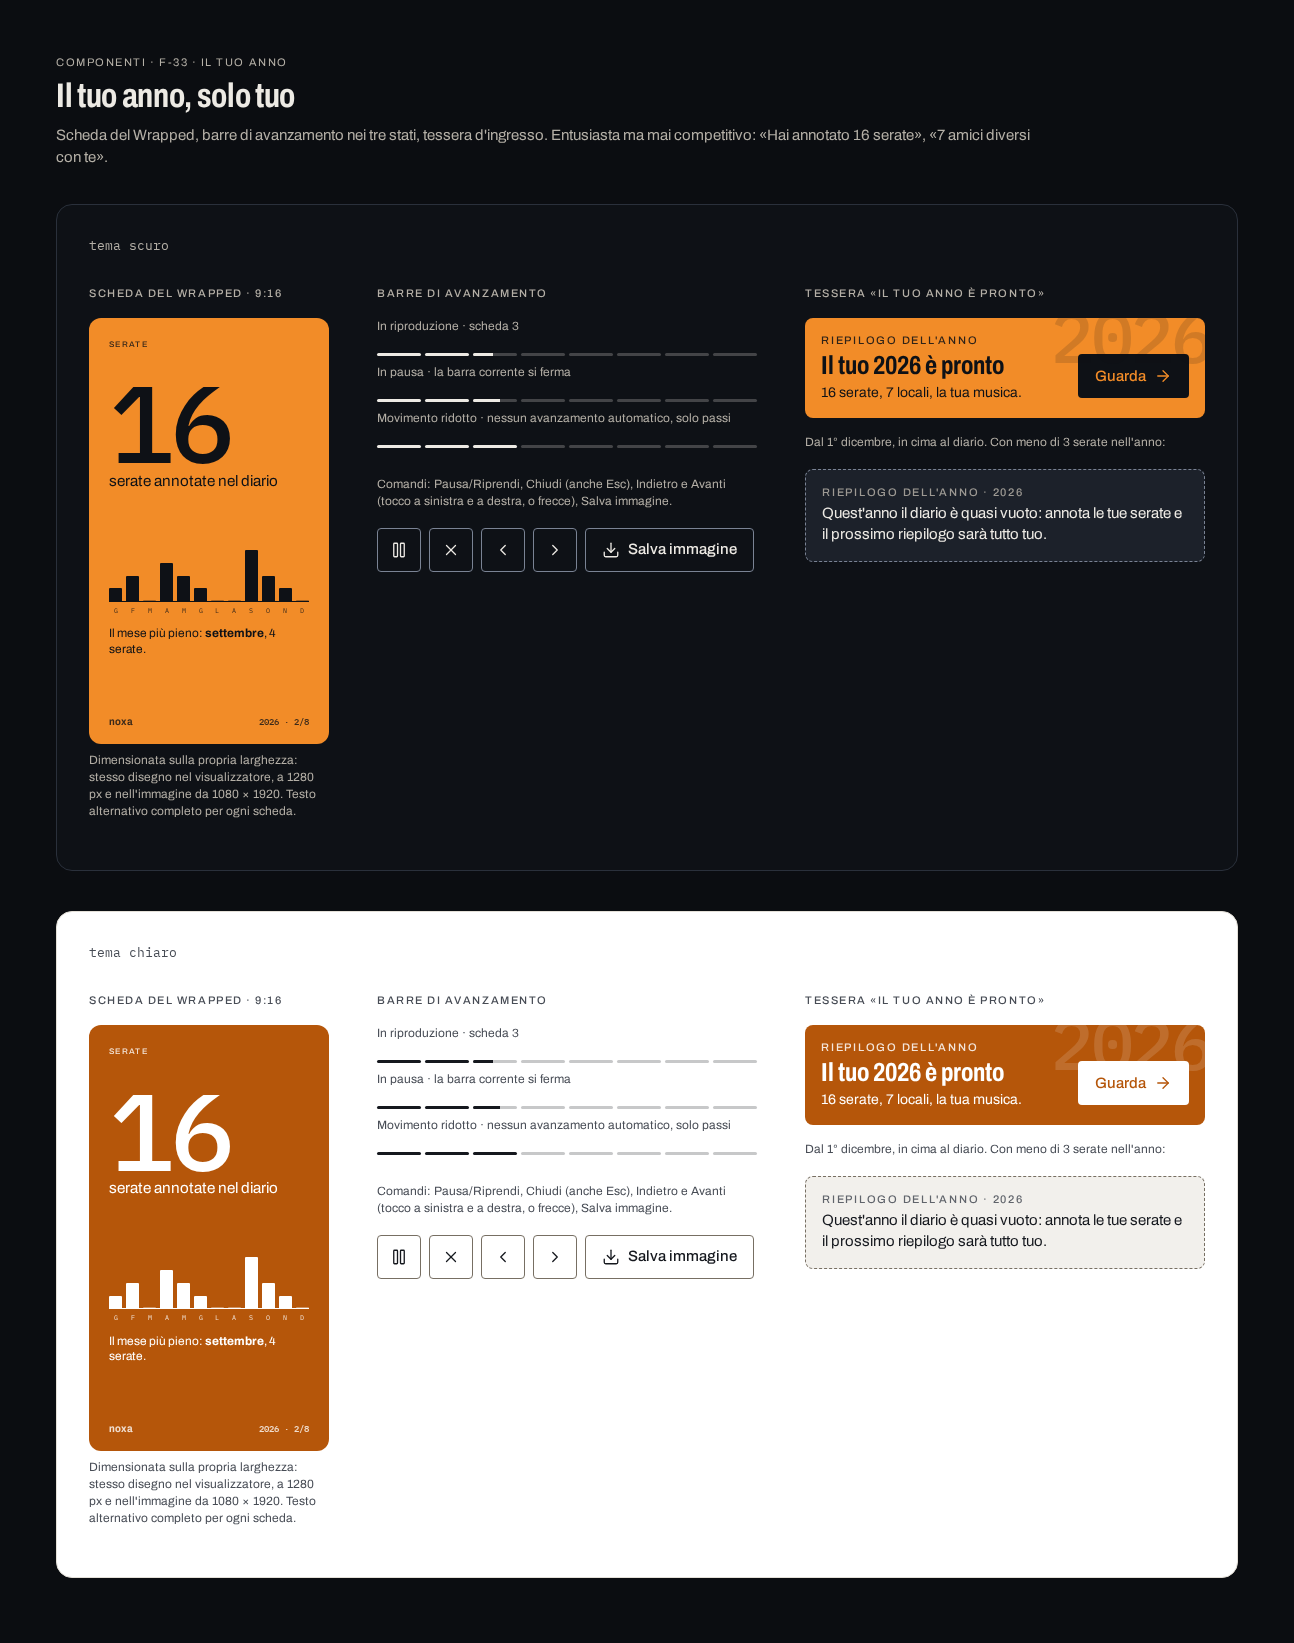 COMPONENTI · F-33 · IL TUO ANNO
Il tuo anno, solo tuo
Scheda del Wrapped, barre di avanzamento nei tre stati, tessera d'ingresso. Entusiasta ma mai competitivo: «Hai annotato 16 serate», «7 amici diversi
con te».
tema scuro
SCHEDA DEL WRAPPED · 9:16
SERATE
16
serate annotate nel diario
G F M A M G L A S O N D
Il mese più pieno: settembre, 4
serate.
noxa
2026 · 2/8
Dimensionata sulla propria larghezza:
stesso disegno nel visualizzatore, a 1280
px e nell'immagine da 1080 × 1920. Testo
alternativo completo per ogni scheda.
BARRE DI AVANZAMENTO
In riproduzione · scheda 3
In pausa · la barra corrente si ferma
Movimento ridotto · nessun avanzamento automatico, solo passi
Comandi: Pausa/Riprendi, Chiudi (anche Esc), Indietro e Avanti
(tocco a sinistra e a destra, o frecce), Salva immagine.
Salva immagine
TESSERA «IL TUO ANNO È PRONTO»
2026
RIEPILOGO DELL'ANNO
Il tuo 2026 è pronto
16 serate, 7 locali, la tua musica.
Guarda
Dal 1° dicembre, in cima al diario. Con meno di 3 serate nell'anno:
RIEPILOGO DELL'ANNO · 2026
Quest'anno il diario è quasi vuoto: annota le tue serate e
il prossimo riepilogo sarà tutto tuo.
tema chiaro
SCHEDA DEL WRAPPED · 9:16
SERATE
16
serate annotate nel diario
G F M A M G L A S O N D
Il mese più pieno: settembre, 4
serate.
noxa
2026 · 2/8
Dimensionata sulla propria larghezza:
stesso disegno nel visualizzatore, a 1280
px e nell'immagine da 1080 × 1920. Testo
alternativo completo per ogni scheda.
BARRE DI AVANZAMENTO
In riproduzione · scheda 3
In pausa · la barra corrente si ferma
Movimento ridotto · nessun avanzamento automatico, solo passi
Comandi: Pausa/Riprendi, Chiudi (anche Esc), Indietro e Avanti
(tocco a sinistra e a destra, o frecce), Salva immagine.
Salva immagine
TESSERA «IL TUO ANNO È PRONTO»
2026
RIEPILOGO DELL'ANNO
Il tuo 2026 è pronto
16 serate, 7 locali, la tua musica.
Guarda
Dal 1° dicembre, in cima al diario. Con meno di 3 serate nell'anno:
RIEPILOGO DELL'ANNO · 2026
Quest'anno il diario è quasi vuoto: annota le tue serate e
il prossimo riepilogo sarà tutto tuo.